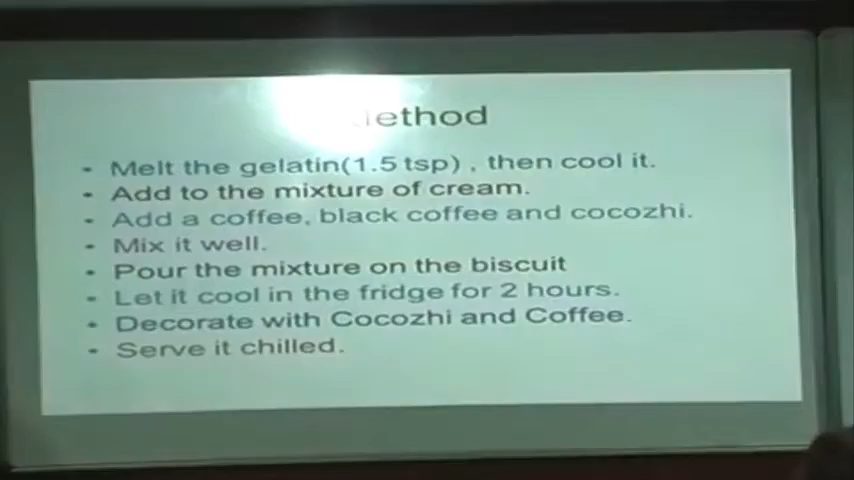 Method
• Melt the gelatin(1.5 tsp) , then cool it.
• Add to the mixture of cream.
• Add a coffee, black coffee and cocozhi.
• Mix it well.
• Pour the mixture on the biscuit
• Let it cool in the fridge for 2 hours.
• Decorate with Cocozhi and Coffee.
• Serve it chilled.